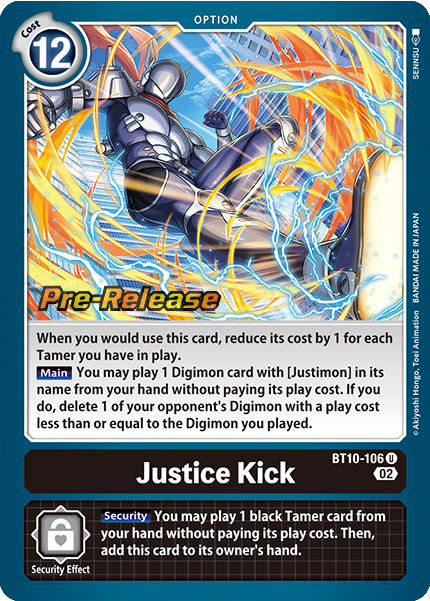 OPTION
Cost
12
SENNSU
Pre-Release
©Akiyoshi Hongo, Toei Animation BANDAI MADE IN JAPAN
When you would use this card, reduce its cost by 1 for each
Tamer you have in play.
Main You may play 1 Digimon card with [Justimon] in its
name from your hand without paying its play cost. If you
do, delete 1 of your opponent's Digimon with a play cost
less than or equal to the Digimon you played.
BT10-106 U
Justice Kick
02
Security You may play 1 black Tamer card from
your hand without paying its play cost. Then,
add this card to its owner's hand.
Security Effect